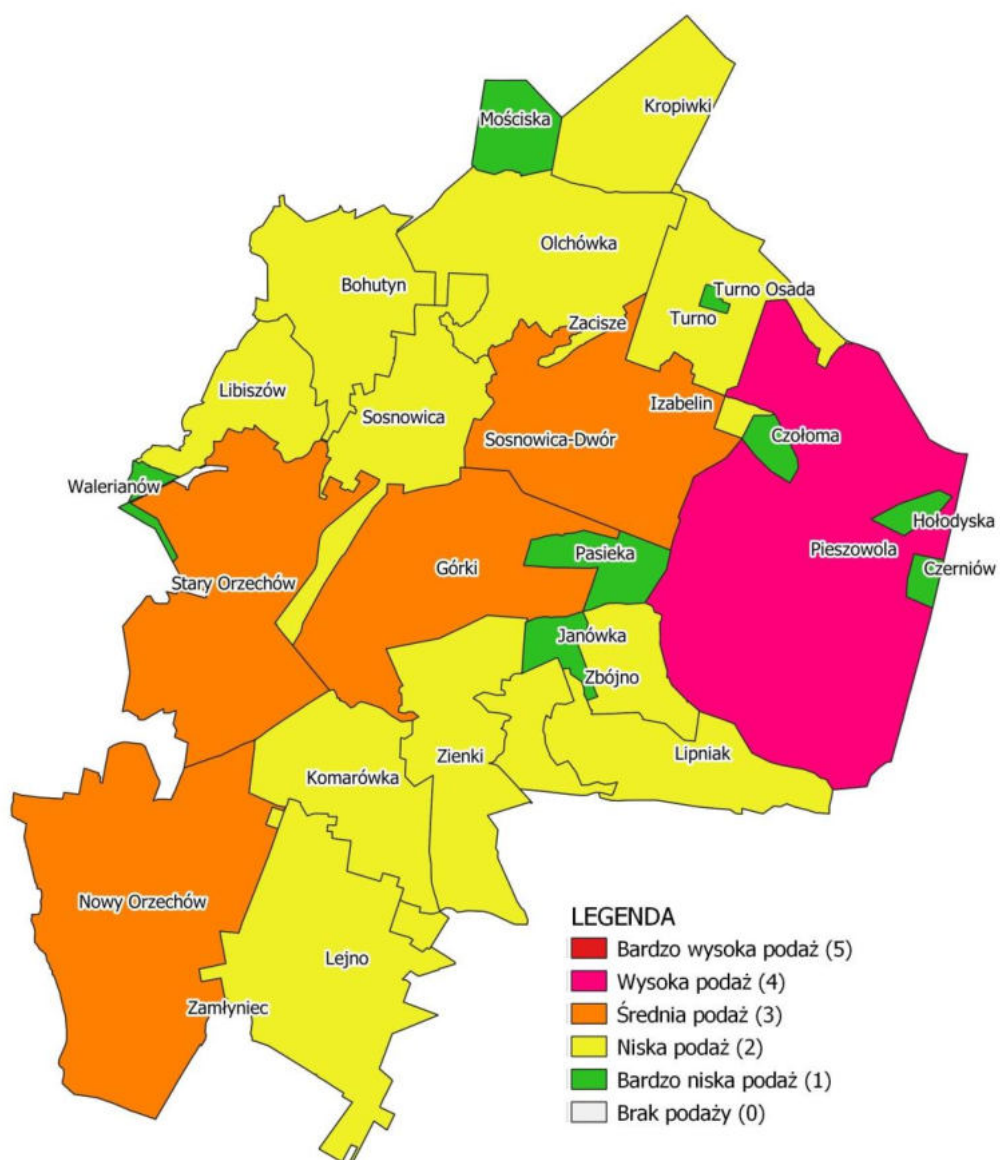 Mościska
Kropiwki
Olchówka
Bohutyn
Turno Osada
Zacisze
Turno
Libiszów
Izabelin
Sosnowica
Sosnowica-Dwór
Czołoma
Walerianów
Hołodyska
Pieszowola
Pasieka
Czerniów
Górki
Stary Orzechów
Janówka
Zbójno
Zienki
Lipniak
Komarówka
Nowy Orzechów
Lejno
Zamłyniec
LEGENDA
Bardzo wysoka podaż (5)
Wysoka podaż (4)
Średnia podaż (3)
Niska podaż (2)
Bardzo niska podaż (1)
Brak podaży (0)